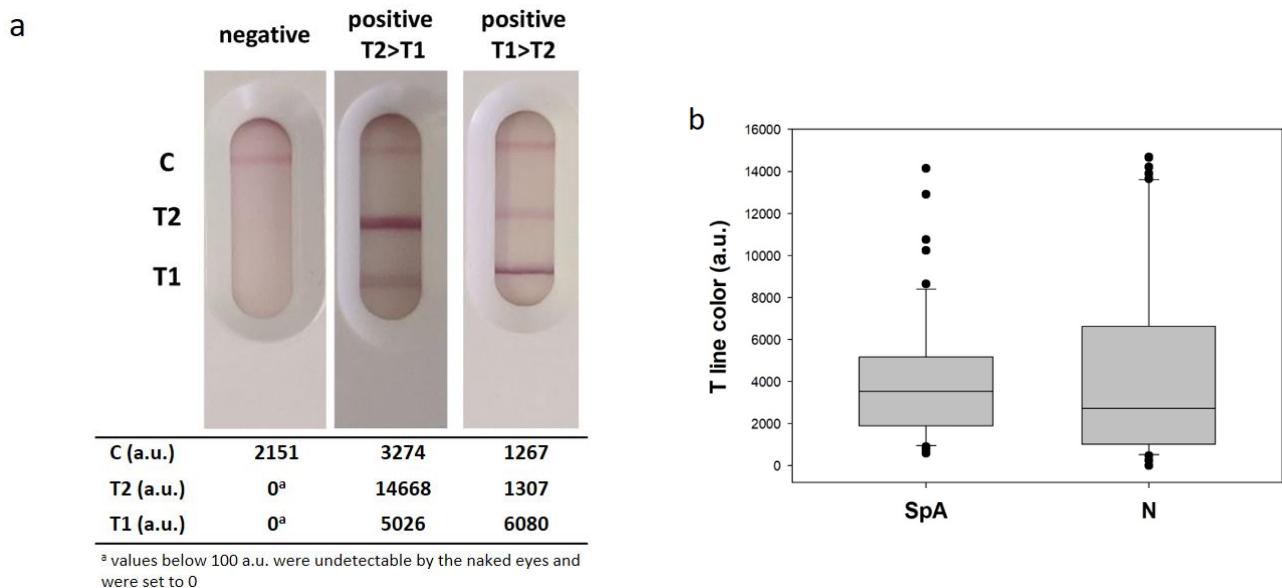 a
negative
positive
T2>T1
positive
T1>T2
C
T2
T1
C (a.u.) 2151 3274 1267
T2 (a.u.) 0ᵃ 14668 1307
T1 (a.u.) 0ᵃ 5026 6080
ᵃ values below 100 a.u. were undetectable by the naked eyes and
were set to 0
b
T line color (a.u.)
16000
14000
12000
10000
8000
6000
4000
2000
0
SpA N